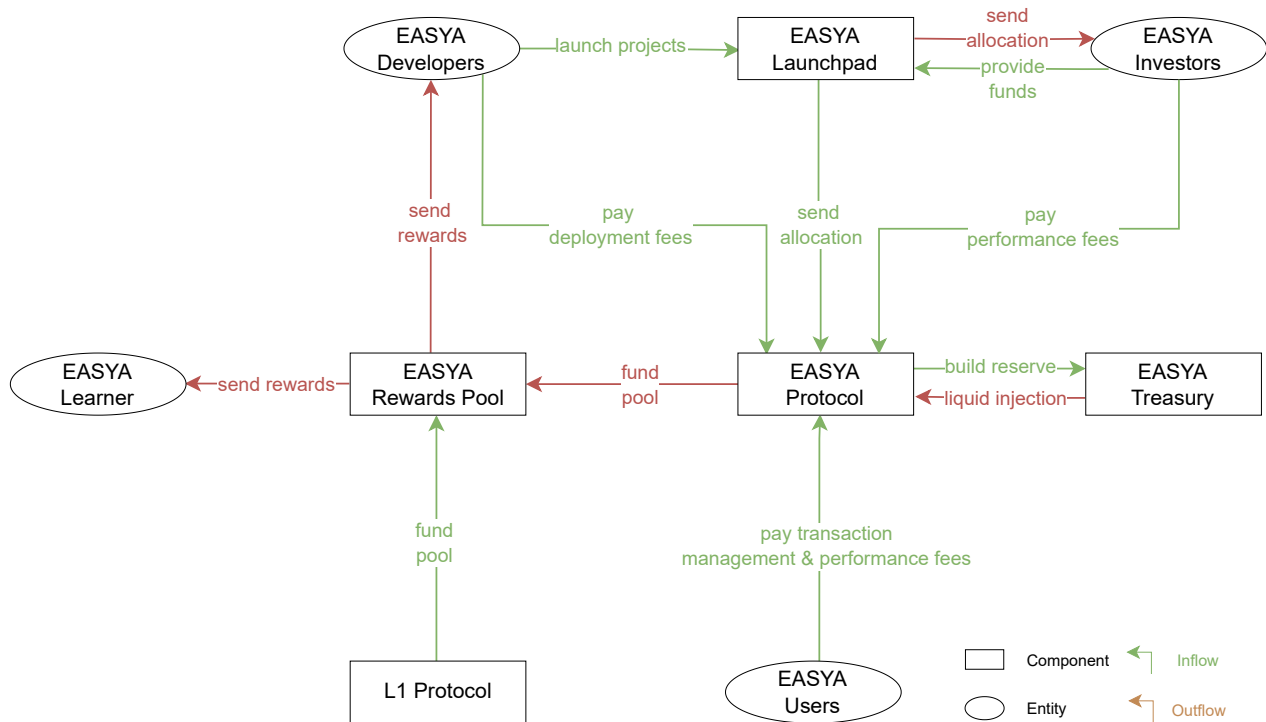 EASYA
Developers
launch projects
EASYA
Launchpad
send
allocation
provide
funds
EASYA
Investors
send
rewards
pay
deployment fees
send
allocation
pay
performance fees
EASYA
Learner
send rewards
EASYA
Rewards Pool
fund
pool
EASYA
Protocol
build reserve
liquid injection
EASYA
Treasury
fund
pool
pay transaction
management & performance fees
L1 Protocol
EASYA
Users
Component
Inflow
Entity
Outflow